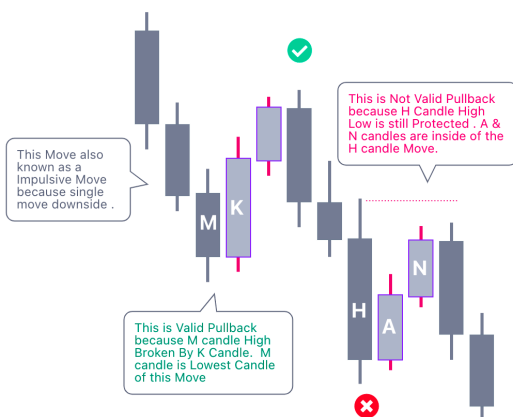 This is Not Valid Pullback
because H Candle High
Low is still Protected . A &
N candles are inside of the
H candle Move.
This Move also
known as a
Impulsive Move
because single
move downside .
M
K
H
A
N
This is Valid Pullback
because M candle High
Broken By K Candle. M
candle is Lowest Candle
of this Move